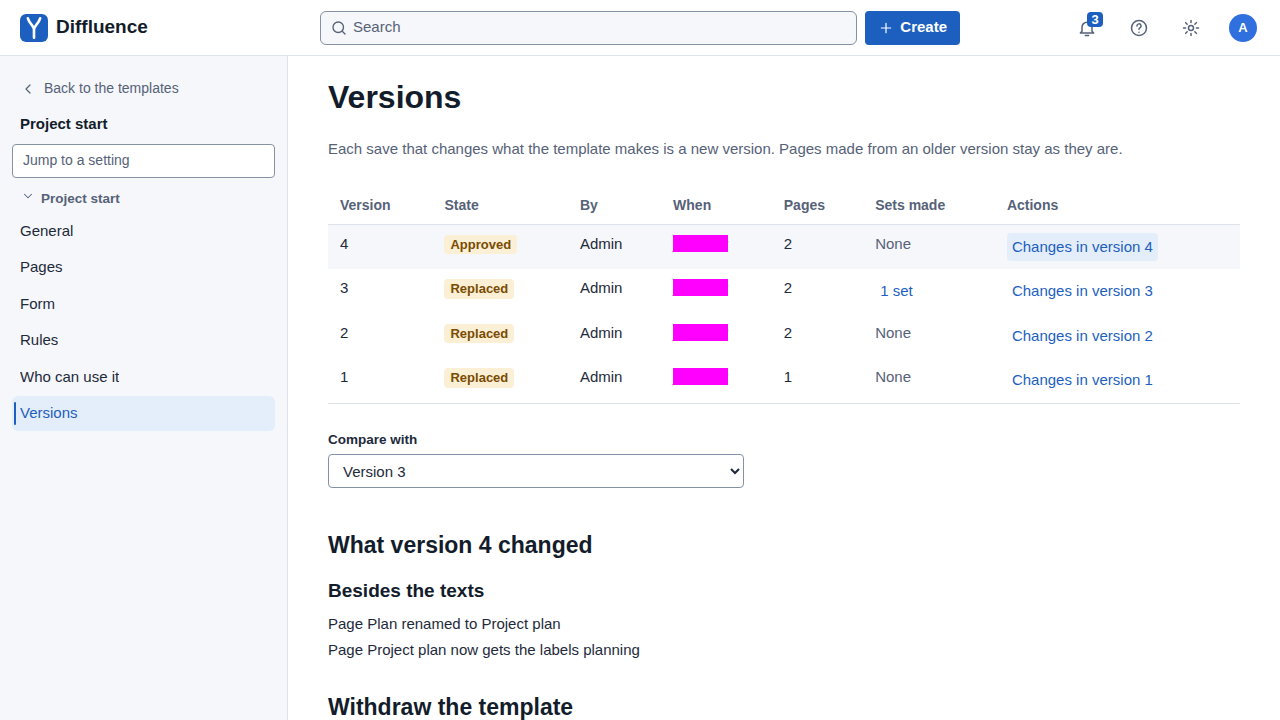 Diffluence
Search
Create
3
A
Back to the templates
Project start
Jump to a setting
Project start
General
Pages
Form
Rules
Who can use it
Versions
Versions
Each save that changes what the template makes is a new version. Pages made from an older version stay as they are.
Version State By When Pages Sets made Actions
4 Approved Admin 2 None Changes in version 4
3 Replaced Admin 2 1 set Changes in version 3
2 Replaced Admin 2 None Changes in version 2
1 Replaced Admin 1 None Changes in version 1
Compare with
Version 3
What version 4 changed
Besides the texts
Page Plan renamed to Project plan
Page Project plan now gets the labels planning
Withdraw the template